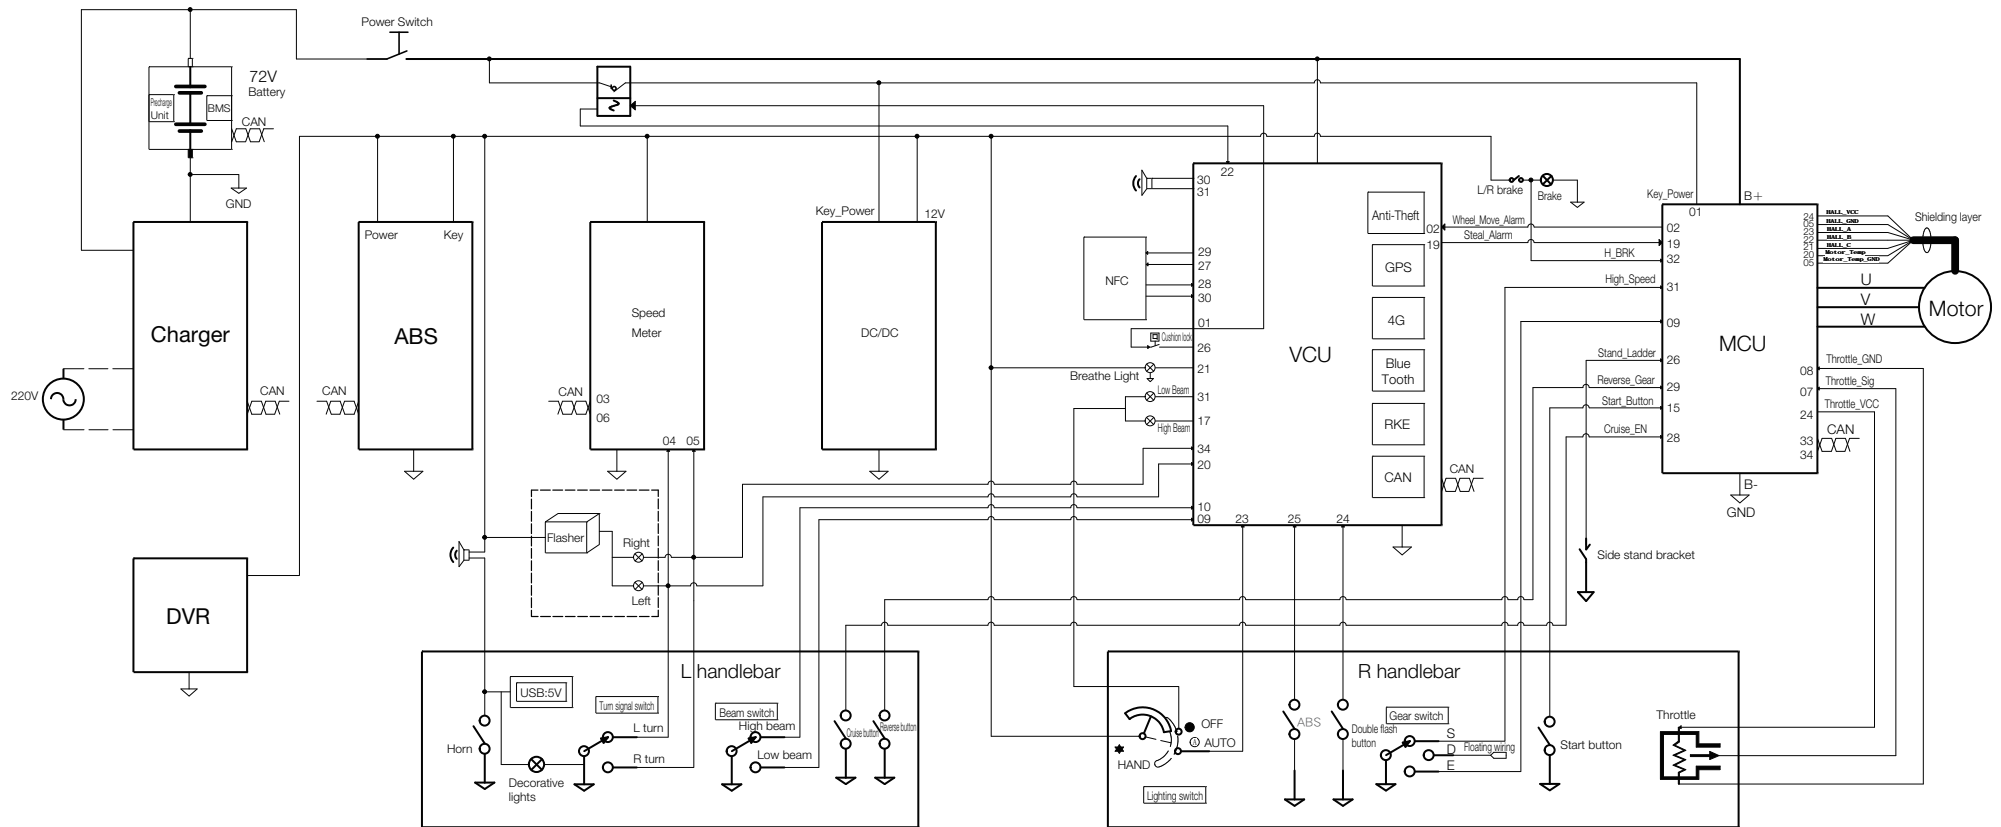 Power Switch
72V
Battery
Precharge
Unit
BMS
CAN
GND
Charger
220V
CAN
DVR
Power
Key
ABS
CAN
Speed
Meter
CAN
03
06
04
05
Key_Power
12V
DC/DC
Flasher
Right
Left
30
31
22
NFC
29
27
28
30
01
Cushion lock
26
Breathe Light
21
Low Beam
31
17
High Beam
34
20
10
09
23
25
24
VCU
Anti-Theft
GPS
4G
Blue
Tooth
RKE
CAN
CAN
02
19
L/R brake
Brake
Key_Power
B+
01
Wheel_Move_Alarm
02
Steal_Alarm
19
H_BRK
32
High_Speed
31
09
MCU
Stand_Ladder
26
Reverse_Gear
29
Start_Button
15
Cruise_EN
28
24
HALL_VCC
05
HALL_GND
23
HALL_A
22
HALL_B
21
HALL_C
20
Motor_Temp
05
Motor_Temp_GND
Shielding layer
U
V
W
Motor
08
Throttle_GND
07
Throttle_Sig
24
Throttle_VCC
33
34
CAN
B-
GND
Side stand bracket
L handlebar
USB:5V
Horn
Decorative
lights
Turn signal switch
L turn
R turn
Beam switch
High beam
Low beam
Cruise button
Reverse button
R handlebar
OFF
A
AUTO
HAND
Lighting switch
ABS
Double flash
button
Gear switch
S
D
E
Floating wiring
Start button
Throttle